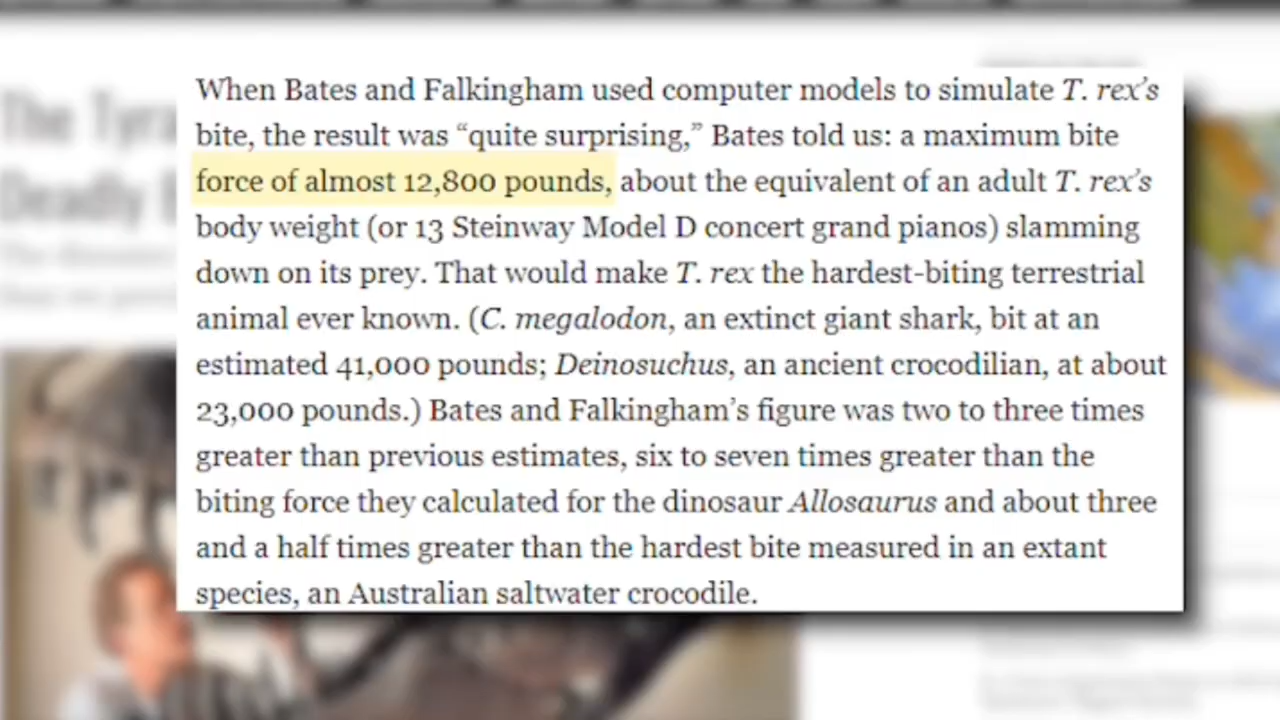 The Tyra
Deadly
When Bates and Falkingham used computer models to simulate T. rex's
bite, the result was “quite surprising,” Bates told us: a maximum bite
force of almost 12,800 pounds, about the equivalent of an adult T. rex's
body weight (or 13 Steinway Model D concert grand pianos) slamming
down on its prey. That would make T. rex the hardest-biting terrestrial
animal ever known. (C. megalodon, an extinct giant shark, bit at an
estimated 41,000 pounds; Deinosuchus, an ancient crocodilian, at about
23,000 pounds.) Bates and Falkingham's figure was two to three times
greater than previous estimates, six to seven times greater than the
biting force they calculated for the dinosaur Allosaurus and about three
and a half times greater than the hardest bite measured in an extant
species, an Australian saltwater crocodile.